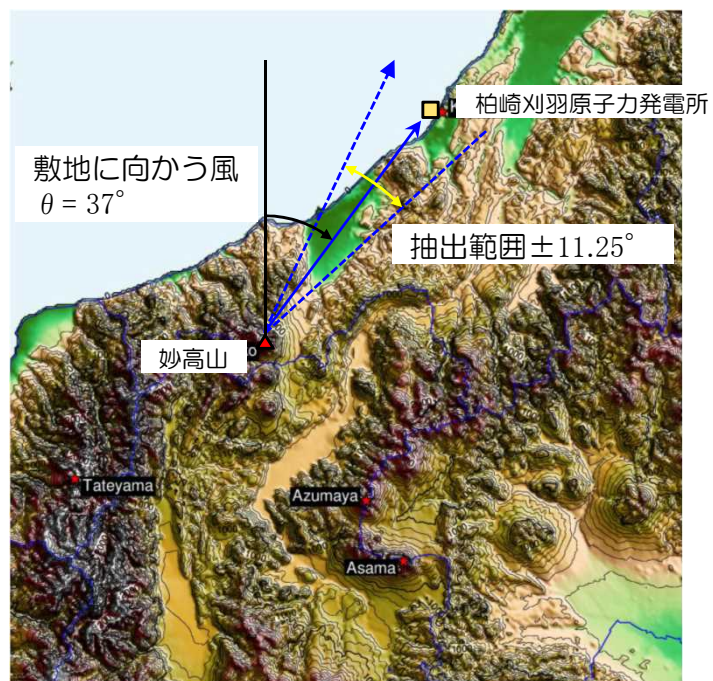 柏崎刈羽原子力発電所
敷地に向かう風
θ = 37°
抽出範囲±11.25°
妙高山
Tateyama
Azumaya
Asama